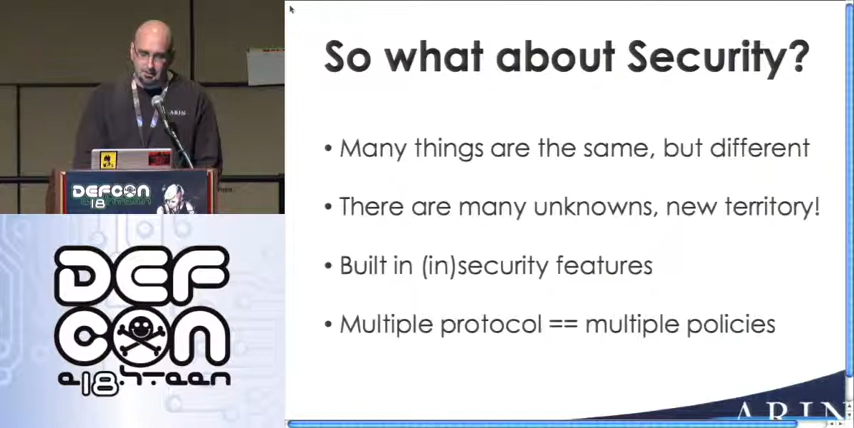 So what about Security?
• Many things are the same, but different
• There are many unknowns, new territory!
• Built in (in)security features
• Multiple protocol == multiple policies
ARIN
ARIN
DEFCON
18
DEF
CON
e18hteen